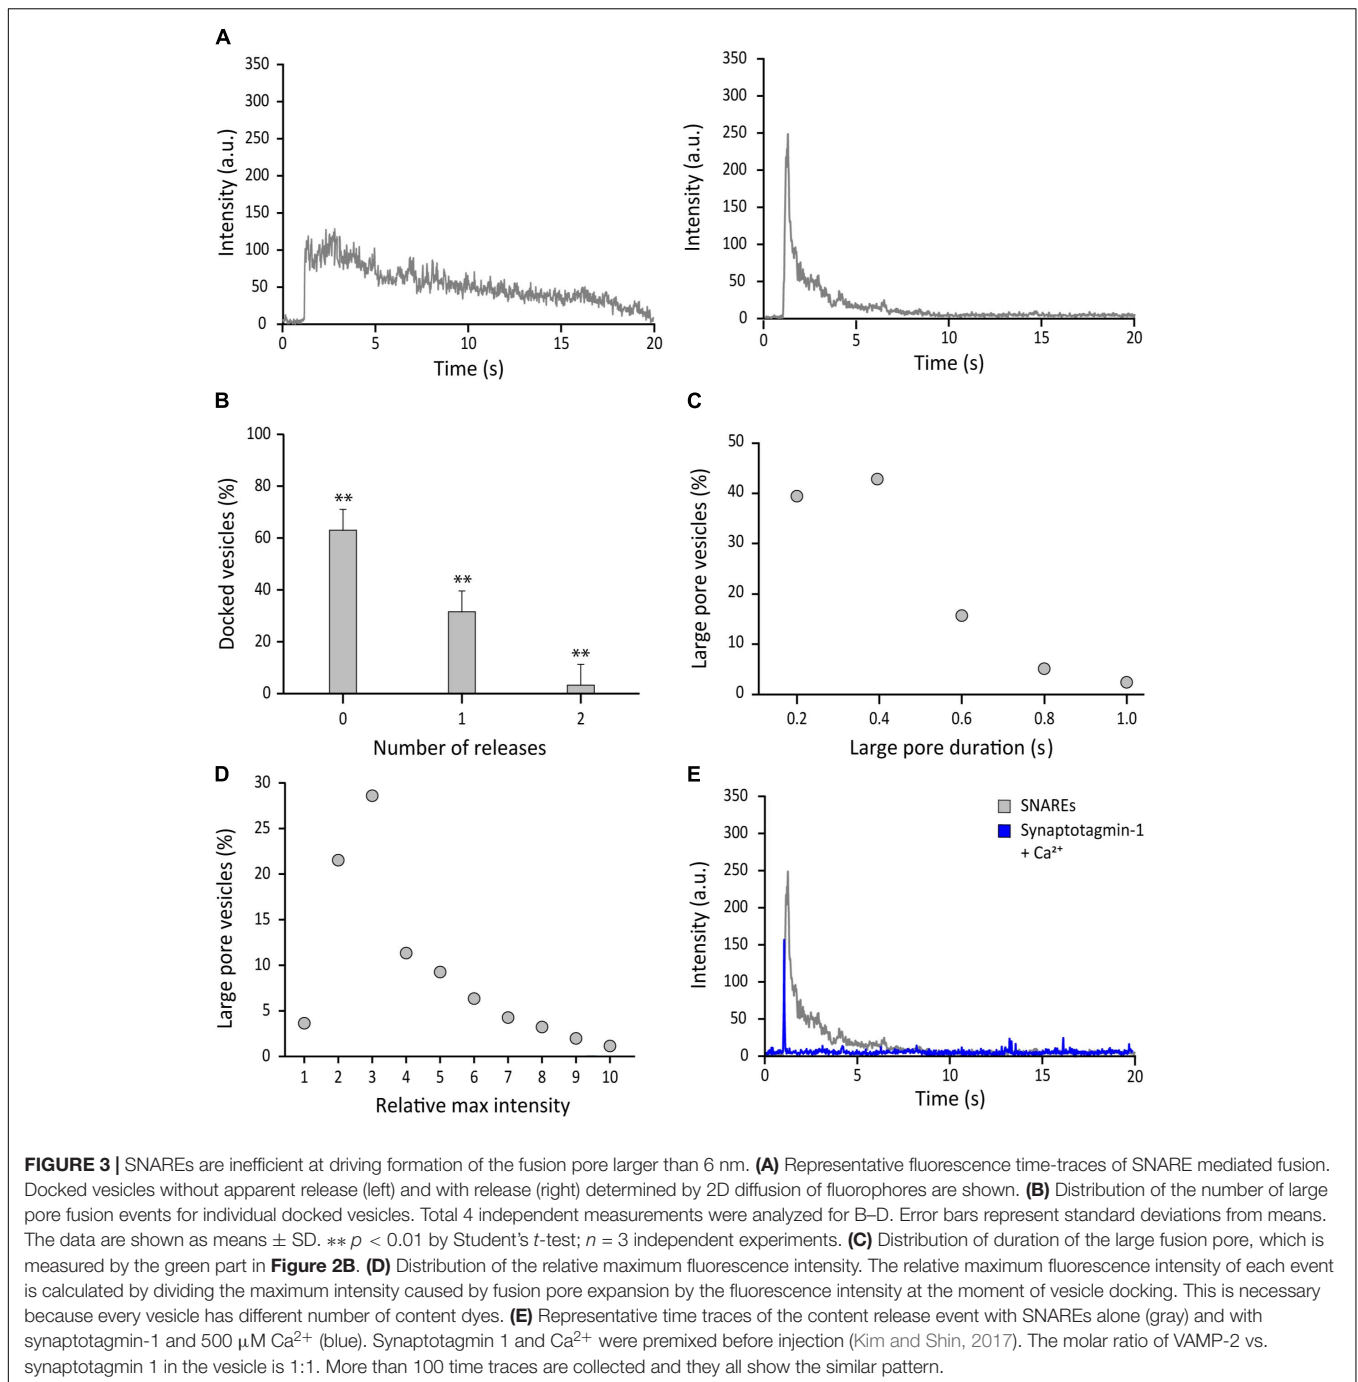 A
350
300
250
200
150
100
50
0
Intensity (a.u.)
0 5 10 15 20
Time (s)
350
300
250
200
150
100
50
0
Intensity (a.u.)
0 5 10 15 20
Time (s)
B
100
80
60
40
20
0
Docked vesicles (%)
**
**
**
0 1 2
Number of releases
C
50
40
30
20
10
0
Large pore vesicles (%)
0.2 0.4 0.6 0.8 1.0
Large pore duration (s)
D
30
25
20
15
10
5
0
Large pore vesicles (%)
1 2 3 4 5 6 7 8 9 10
Relative max intensity
E
350
300
250
200
150
100
50
0
Intensity (a.u.)
SNAREs
Synaptotagmin-1
+ Ca²⁺
0 5 10 15 20
Time (s)
FIGURE 3 | SNAREs are inefficient at driving formation of the fusion pore larger than 6 nm. (A) Representative fluorescence time-traces of SNARE mediated fusion.
Docked vesicles without apparent release (left) and with release (right) determined by 2D diffusion of fluorophores are shown. (B) Distribution of the number of large
pore fusion events for individual docked vesicles. Total 4 independent measurements were analyzed for B–D. Error bars represent standard deviations from means.
The data are shown as means ± SD. ∗∗ p < 0.01 by Student's t-test; n = 3 independent experiments. (C) Distribution of duration of the large fusion pore, which is
measured by the green part in Figure 2B. (D) Distribution of the relative maximum fluorescence intensity. The relative maximum fluorescence intensity of each event
is calculated by dividing the maximum intensity caused by fusion pore expansion by the fluorescence intensity at the moment of vesicle docking. This is necessary
because every vesicle has different number of content dyes. (E) Representative time traces of the content release event with SNAREs alone (gray) and with
synaptotagmin-1 and 500 μM Ca²⁺ (blue). Synaptotagmin 1 and Ca²⁺ were premixed before injection (Kim and Shin, 2017). The molar ratio of VAMP-2 vs.
synaptotagmin 1 in the vesicle is 1:1. More than 100 time traces are collected and they all show the similar pattern.